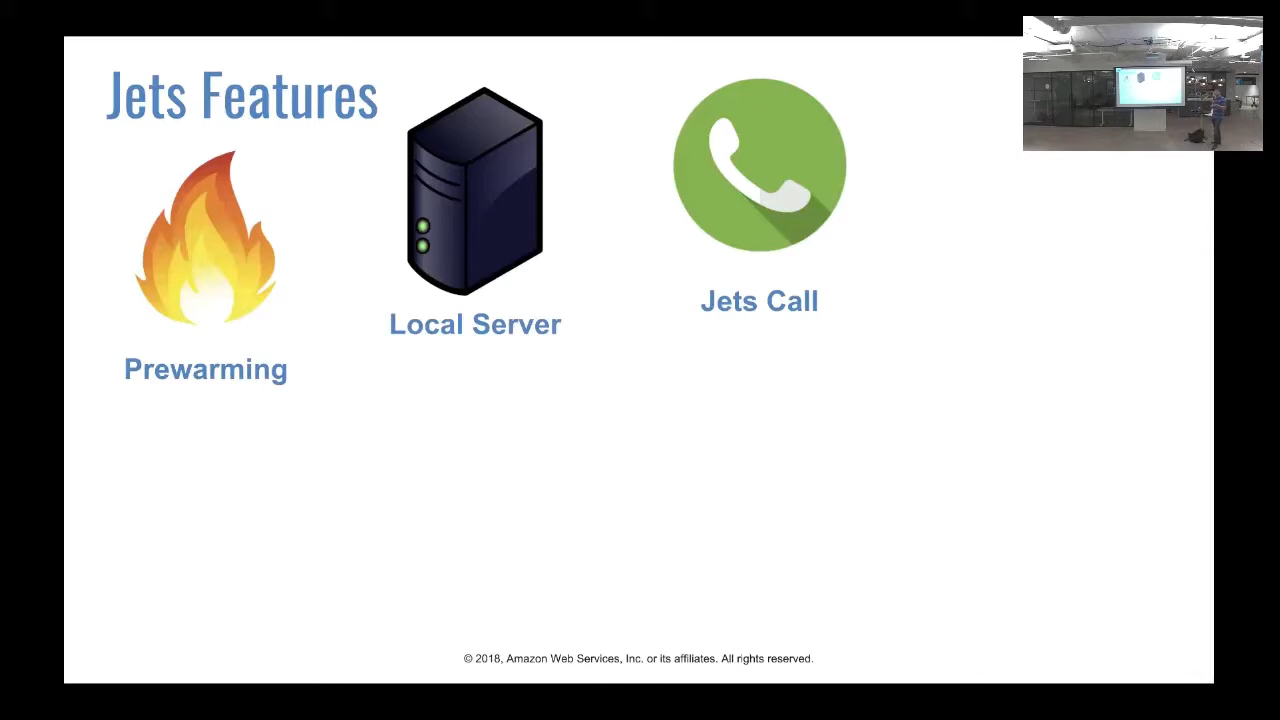 Jets Features
Prewarming
Local Server
Jets Call
© 2018, Amazon Web Services, Inc. or its affiliates. All rights reserved.